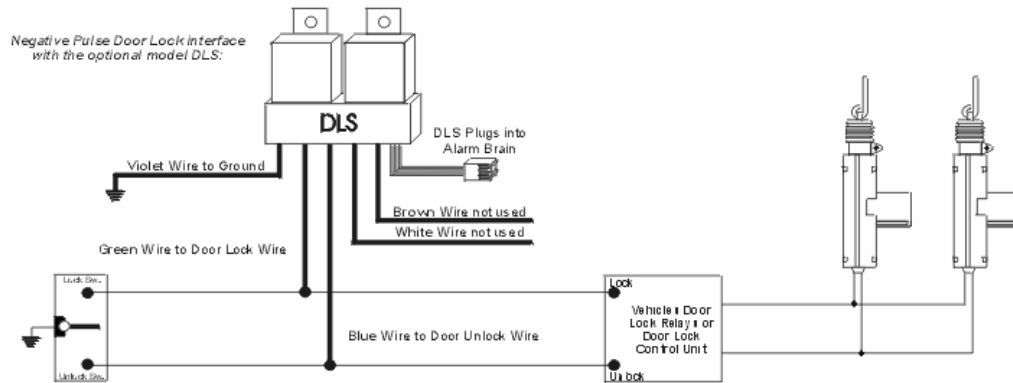 Negative Pulse Door Lock interface
with the optional model DLS:
DLS
DLS Plugs into
Alarm Brain
Violet Wire to Ground
Brown Wire not used
White Wire not used
Green Wire to Door Lock Wire
Lock Sw.
Lock
Vehicles Door
Lock Relays or
Door Lock
Control Unit
Blue Wire to Door Unlock Wire
Unlock Sw.
Unlock